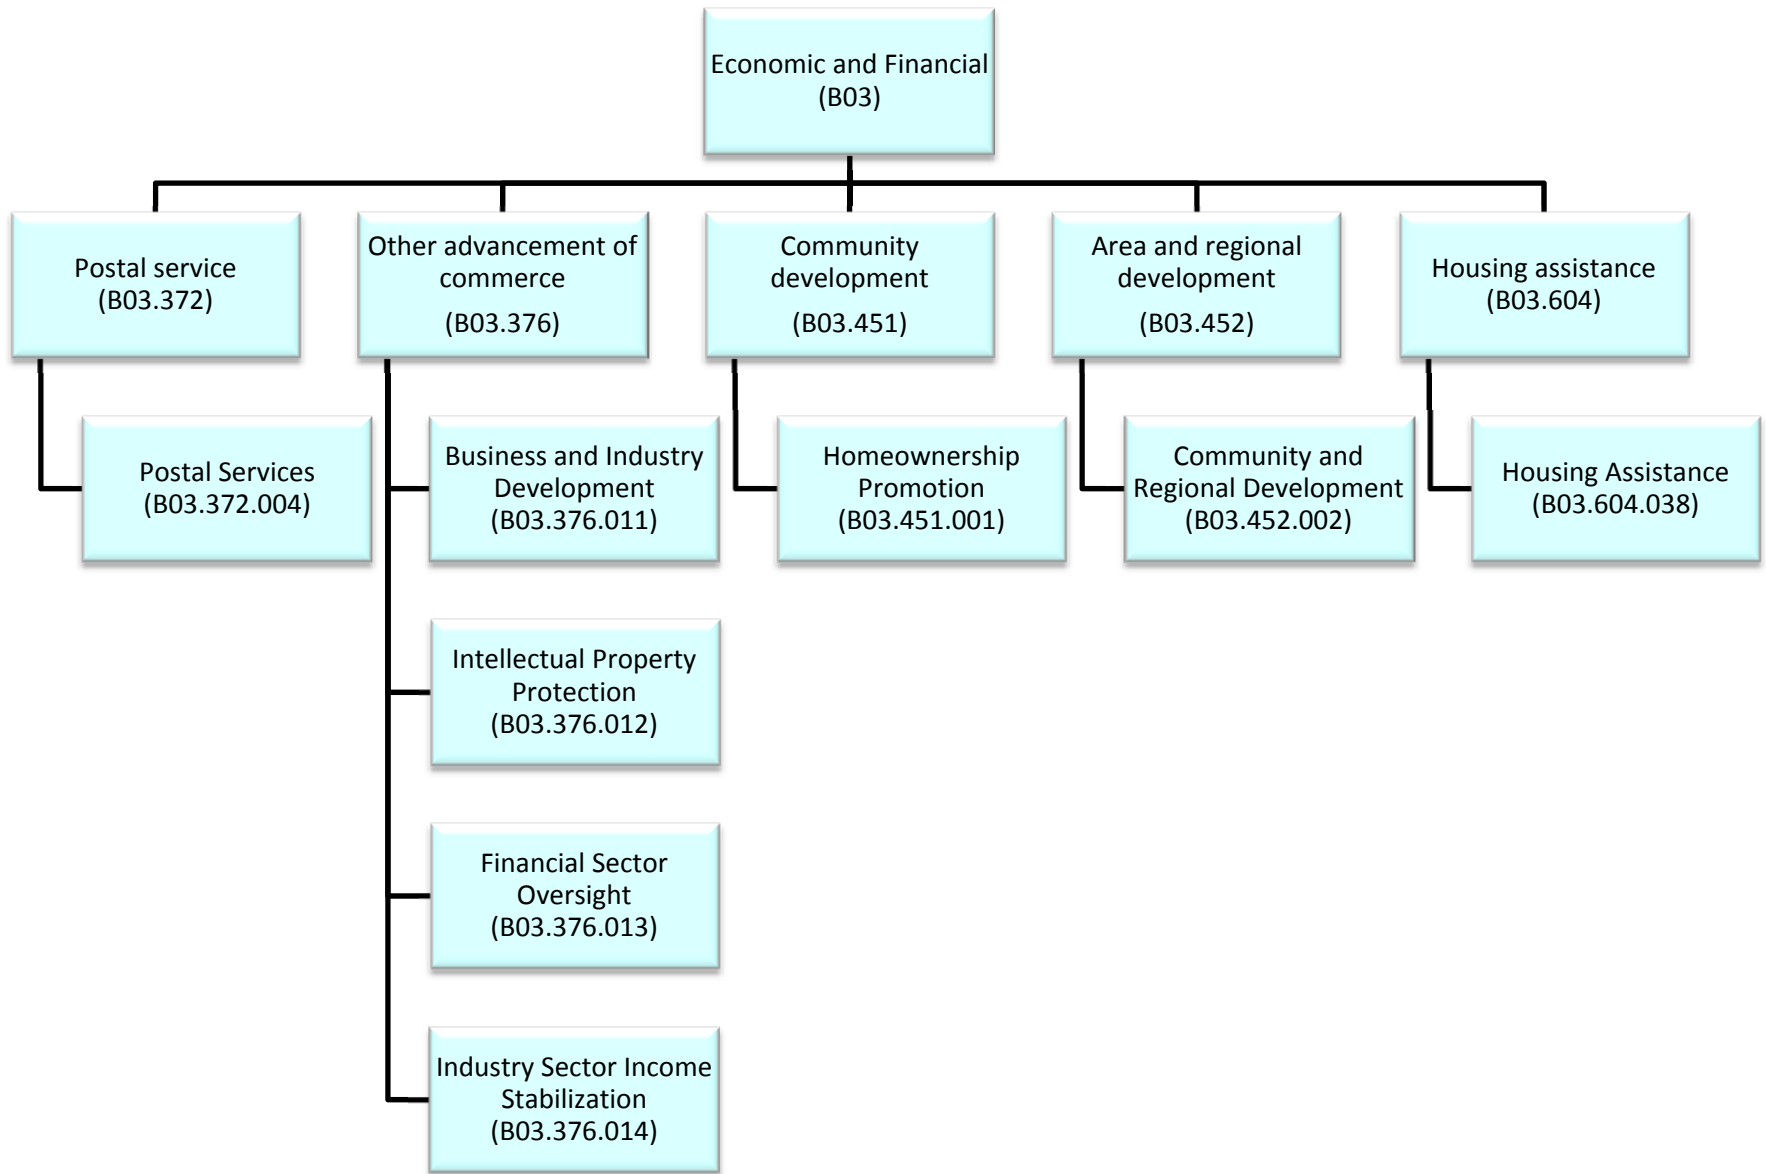 Economic and Financial
(B03)
Postal service
(B03.372)
Other advancement of
commerce
(B03.376)
Community
development
(B03.451)
Area and regional
development
(B03.452)
Housing assistance
(B03.604)
Postal Services
(B03.372.004)
Business and Industry
Development
(B03.376.011)
Homeownership
Promotion
(B03.451.001)
Community and
Regional Development
(B03.452.002)
Housing Assistance
(B03.604.038)
Intellectual Property
Protection
(B03.376.012)
Financial Sector
Oversight
(B03.376.013)
Industry Sector Income
Stabilization
(B03.376.014)